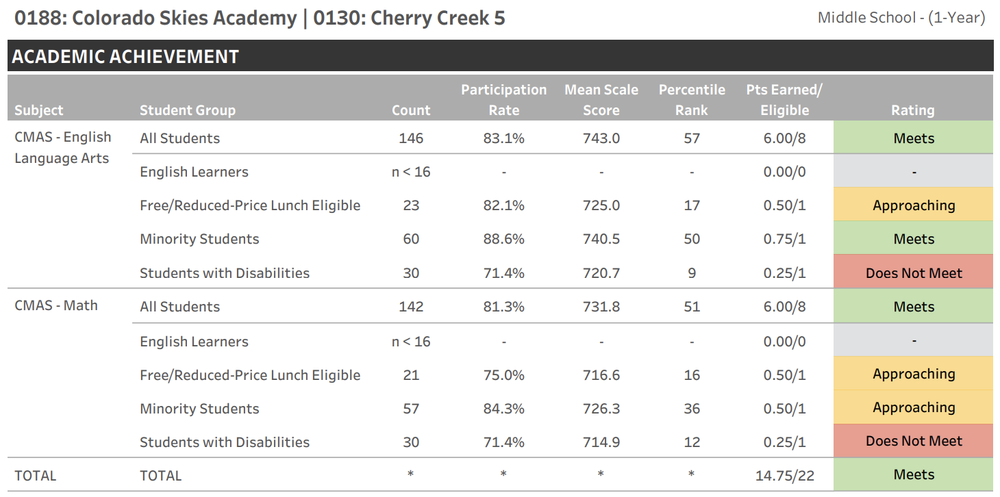 0188: Colorado Skies Academy | 0130: Cherry Creek 5 Middle School - (1-Year)
ACADEMIC ACHIEVEMENT
Subject Student Group Count Participation Rate Mean Scale Score Percentile Rank Pts Earned/ Eligible Rating
CMAS - English Language Arts All Students 146 83.1% 743.0 57 6.00/8 Meets
English Learners n < 16 - - - 0.00/0 -
Free/Reduced-Price Lunch Eligible 23 82.1% 725.0 17 0.50/1 Approaching
Minority Students 60 88.6% 740.5 50 0.75/1 Meets
Students with Disabilities 30 71.4% 720.7 9 0.25/1 Does Not Meet
CMAS - Math All Students 142 81.3% 731.8 51 6.00/8 Meets
English Learners n < 16 - - - 0.00/0 -
Free/Reduced-Price Lunch Eligible 21 75.0% 716.6 16 0.50/1 Approaching
Minority Students 57 84.3% 726.3 36 0.50/1 Approaching
Students with Disabilities 30 71.4% 714.9 12 0.25/1 Does Not Meet
TOTAL TOTAL * * * * 14.75/22 Meets